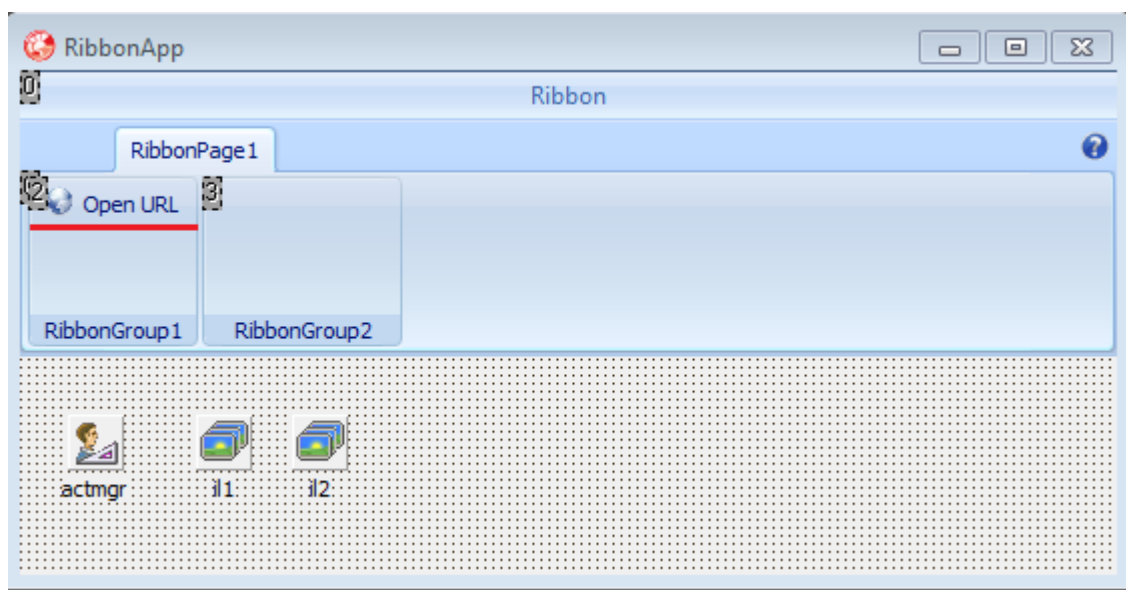 RibbonApp
0
Ribbon
RibbonPage1
?
2
Open URL
3
RibbonGroup1
RibbonGroup2
actmgr
il1
il2